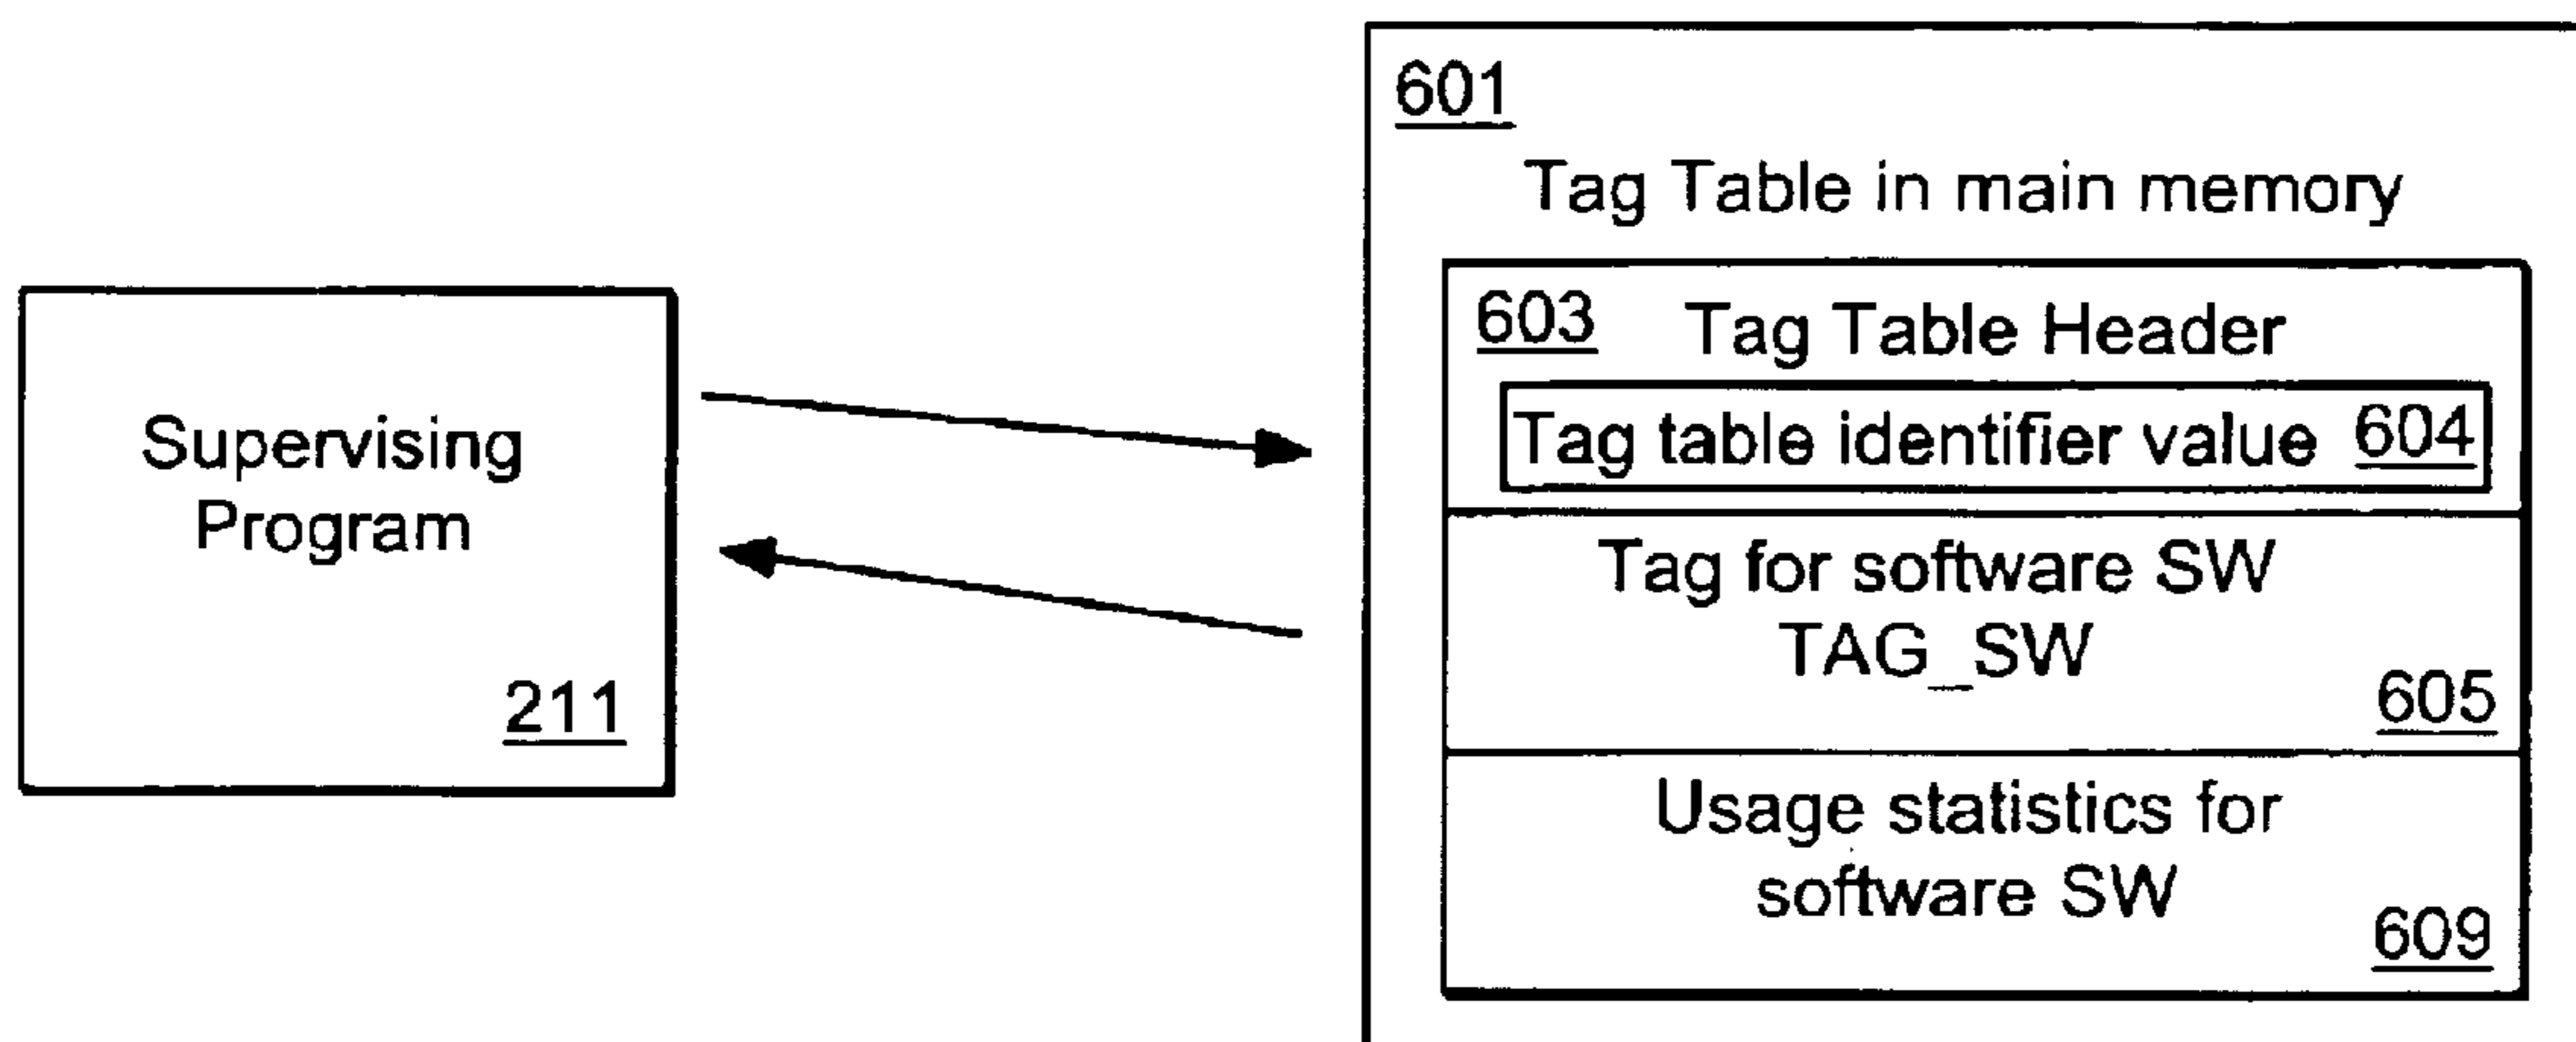 Supervising
Program
211
601
Tag Table in main memory
603 Tag Table Header
Tag table identifier value 604
Tag for software SW
TAG_SW
605
Usage statistics for
software SW
609